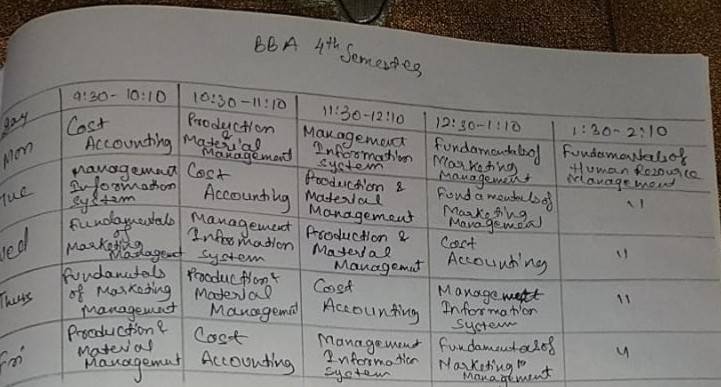 BBA 4th Semester
Day 9:30-10:10 10:30-11:10 11:30-12:10 12:30-1:10 1:30-2:10
Mon Cost Accounting Production & Material Management Management Information System Fundamentals of Marketing Management Fundamentals of Human Resource Management
Tue Management Information System Cost Accounting Production & Material Management Fundamentals of Marketing Management "
Wed Fundamentals of Marketing Management Management Information System Production & Material Management Cost Accounting "
Thurs Fundamentals of Marketing Management Production & Material Management Cost Accounting Management Information System "
Fri Production & Material Management Cost Accounting Management Information System Fundamentals of Marketing Management "